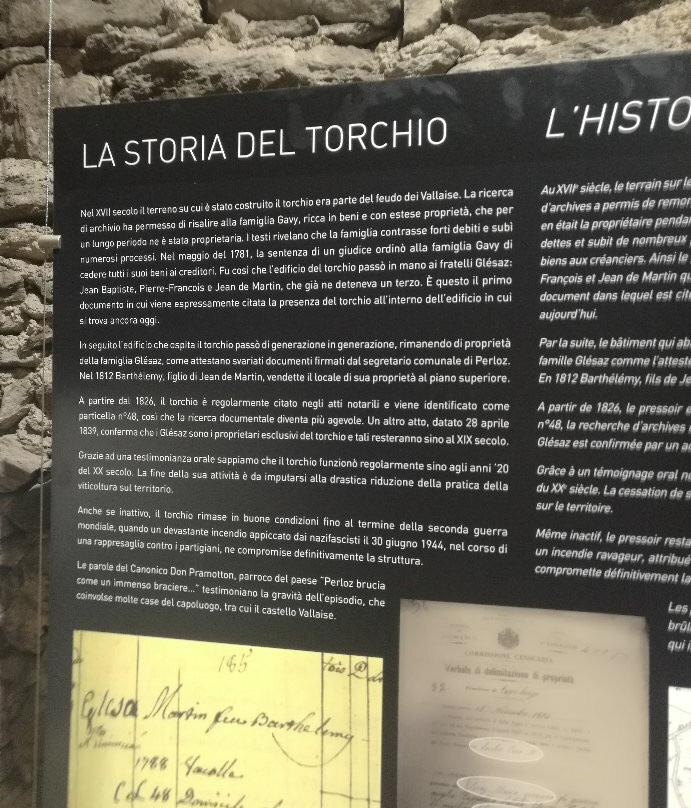 LA STORIA DEL TORCHIO
Nel XVII secolo il terreno su cui è stato costruito il torchio era parte del feudo dei Vallaise. La ricerca
di archivio ha permesso di risalire alla famiglia Gavy, ricca in beni e con estese proprietà, che per
un lungo periodo ne è stata proprietaria. I testi rivelano che la famiglia contrasse forti debiti e subì
numerosi processi. Nel maggio del 1781, la sentenza di un giudice ordinò alla famiglia Gavy di
cedere tutti i suoi beni ai creditori. Fu così che l'edificio del torchio passò in mano ai fratelli Glésaz:
Jean Baptiste, Pierre-Francois e Jean de Martin, che già ne deteneva un terzo. È questo il primo
documento in cui viene espressamente citata la presenza del torchio all'interno dell'edificio in cui
si trova ancora oggi.
In seguito l'edificio che ospita il torchio passò di generazione in generazione, rimanendo di proprietà
della famiglia Glésaz, come attestano svariati documenti firmati dal segretario comunale di Perloz.
Nel 1812 Barthélemy, figlio di Jean de Martin, vendette il locale di sua proprietà al piano superiore.
A partire dal 1826, il torchio è regolarmente citato negli atti notarili e viene identificato come
particella n°48, così che la ricerca documentale diventa più agevole. Un altro atto, datato 28 aprile
1839, conferma che i Glésaz sono i proprietari esclusivi del torchio e tali resteranno sino al XIX secolo.
Grazie ad una testimonianza orale sappiamo che il torchio funzionò regolarmente sino agli anni '20
del XX secolo. La fine della sua attività è da imputarsi alla drastica riduzione della pratica della
viticoltura sul territorio.
Anche se inattivo, il torchio rimase in buone condizioni fino al termine della seconda guerra
mondiale, quando un devastante incendio appiccato dai nazifascisti il 30 giugno 1944, nel corso di
una rappresaglia contro i partigiani, ne compromise definitivamente la struttura.
Le parole del Canonico Don Pramotton, parroco del paese "Perloz brucia
come un immenso braciere..." testimoniano la gravità dell'episodio, che
coinvolse molte case del capoluogo, tra cui il castello Vallaise.
L'HISTO
Au XVIIe siècle, le terrain sur le
d'archives a permis de remon
en était la propriétaire pendan
dettes et subit de nombreux
biens aux créanciers. Ainsi le
François et Jean de Martin qu
document dans lequel est cit
aujourd'hui.
Par la suite, le bâtiment qui ab
famille Glésaz comme l'attest
En 1812 Barthélémy, fils de Je
A partir de 1826, le pressoir e
n°48, la recherche d'archives
Glésaz est confirmée par un a
Grâce à un témoignage oral n
du XXe siècle. La cessation de s
sur le territoire.
Même inactif, le pressoir resta
un incendie ravageur, attribué
compromette définitivement la
Les
brûl
qui i
185
Martin feu Barthelemy
1788
48
COMMISSIONE CENSUARIA
Verbale di delimitazione di proprietà